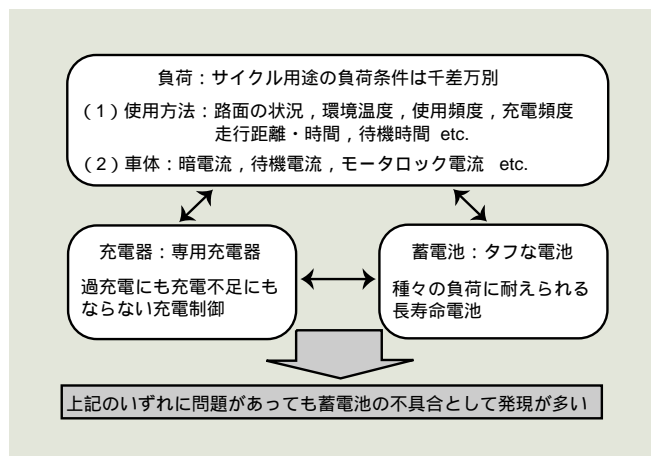 負荷：サイクル用途の負荷条件は千差万別
（1）使用方法：路面の状況，環境温度，使用頻度，充電頻度
走行距離・時間，待機時間 etc.
（2）車体：暗電流，待機電流，モータロック電流 etc.
充電器：専用充電器
過充電にも充電不足にも
ならない充電制御
蓄電池：タフな電池
種々の負荷に耐えられる
長寿命電池
上記のいずれに問題があっても蓄電池の不具合として発現が多い